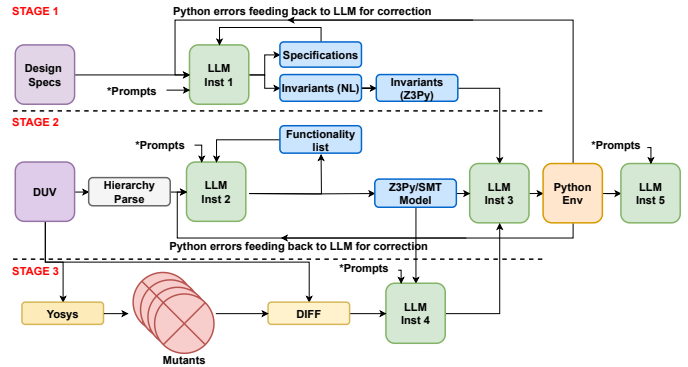 STAGE 1
Python errors feeding back to LLM for correction
Design
Specs
*Prompts
LLM
Inst 1
Specifications
Invariants (NL)
Invariants
(Z3Py)
STAGE 2
*Prompts
Functionality
list
*Prompts
DUV
Hierarchy
Parse
LLM
Inst 2
Z3Py/SMT
Model
LLM
Inst 3
Python
Env
LLM
Inst 5
Python errors feeding back to LLM for correction
STAGE 3
*Prompts
Yosys
Mutants
DIFF
LLM
Inst 4